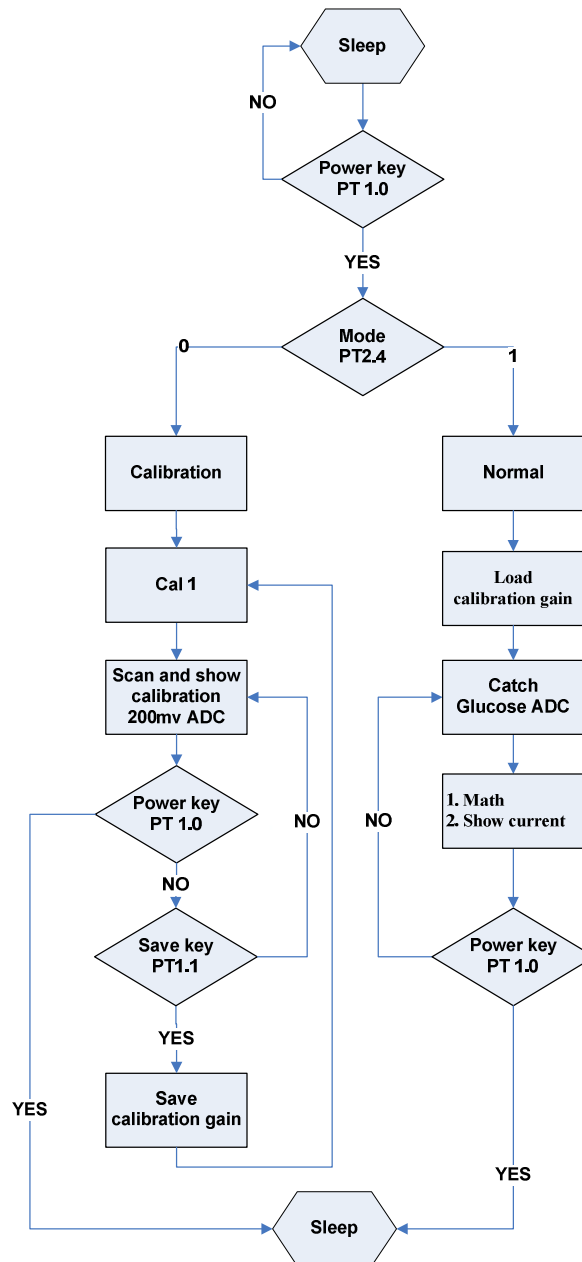 Sleep
NO
Power key
PT 1.0
YES
Mode
PT2.4
0
1
Calibration
Normal
Cal 1
Load
calibration gain
Scan and show
calibration
200mv ADC
Catch
Glucose ADC
Power key
PT 1.0
NO
NO
1. Math
2. Show current
NO
Save key
PT1.1
Power key
PT 1.0
YES
Save
calibration gain
YES
YES
Sleep